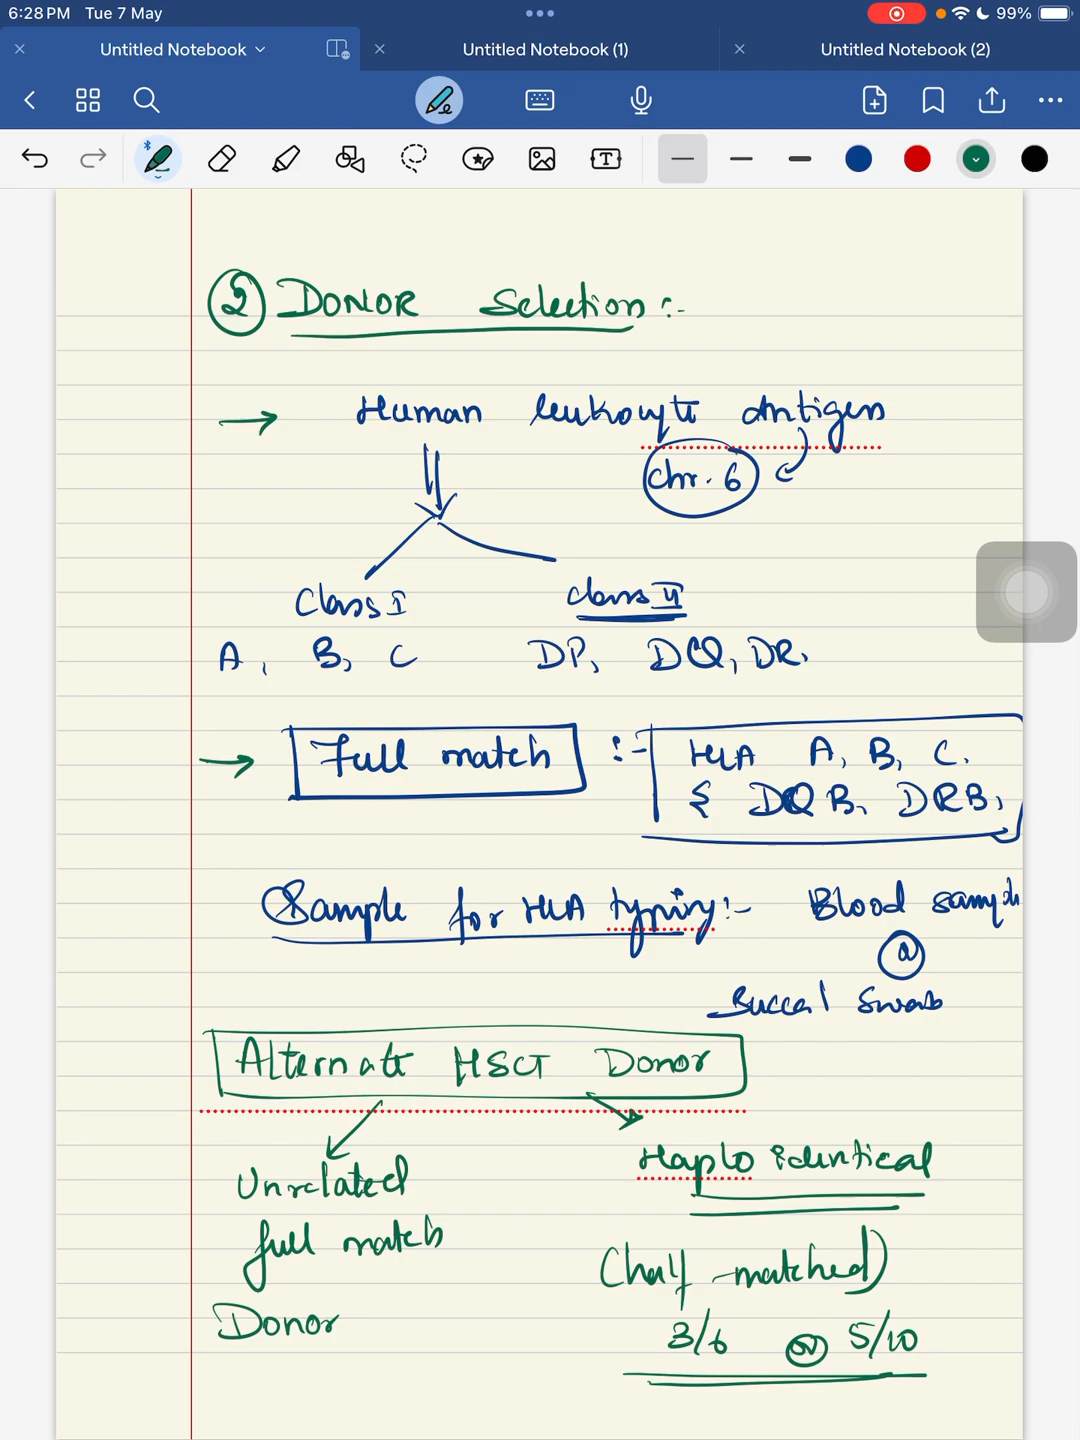 6:28 PM Tue 7 May 99%
Untitled Notebook Untitled Notebook (1) Untitled Notebook (2)
② DONOR Selection :-
→ Human leukocyte Antigen
chr. 6
Class I class II
A, B, C DP, DQ, DR.
→ Full match :- HLA A, B, C.
& DQB, DRB,
Sample for HLA typing :- Blood sample
or
Buccal Swab
Alternate HSCT Donor
Unrelated Haplo identical
full match (half-matched)
Donor 3/6 or 5/10